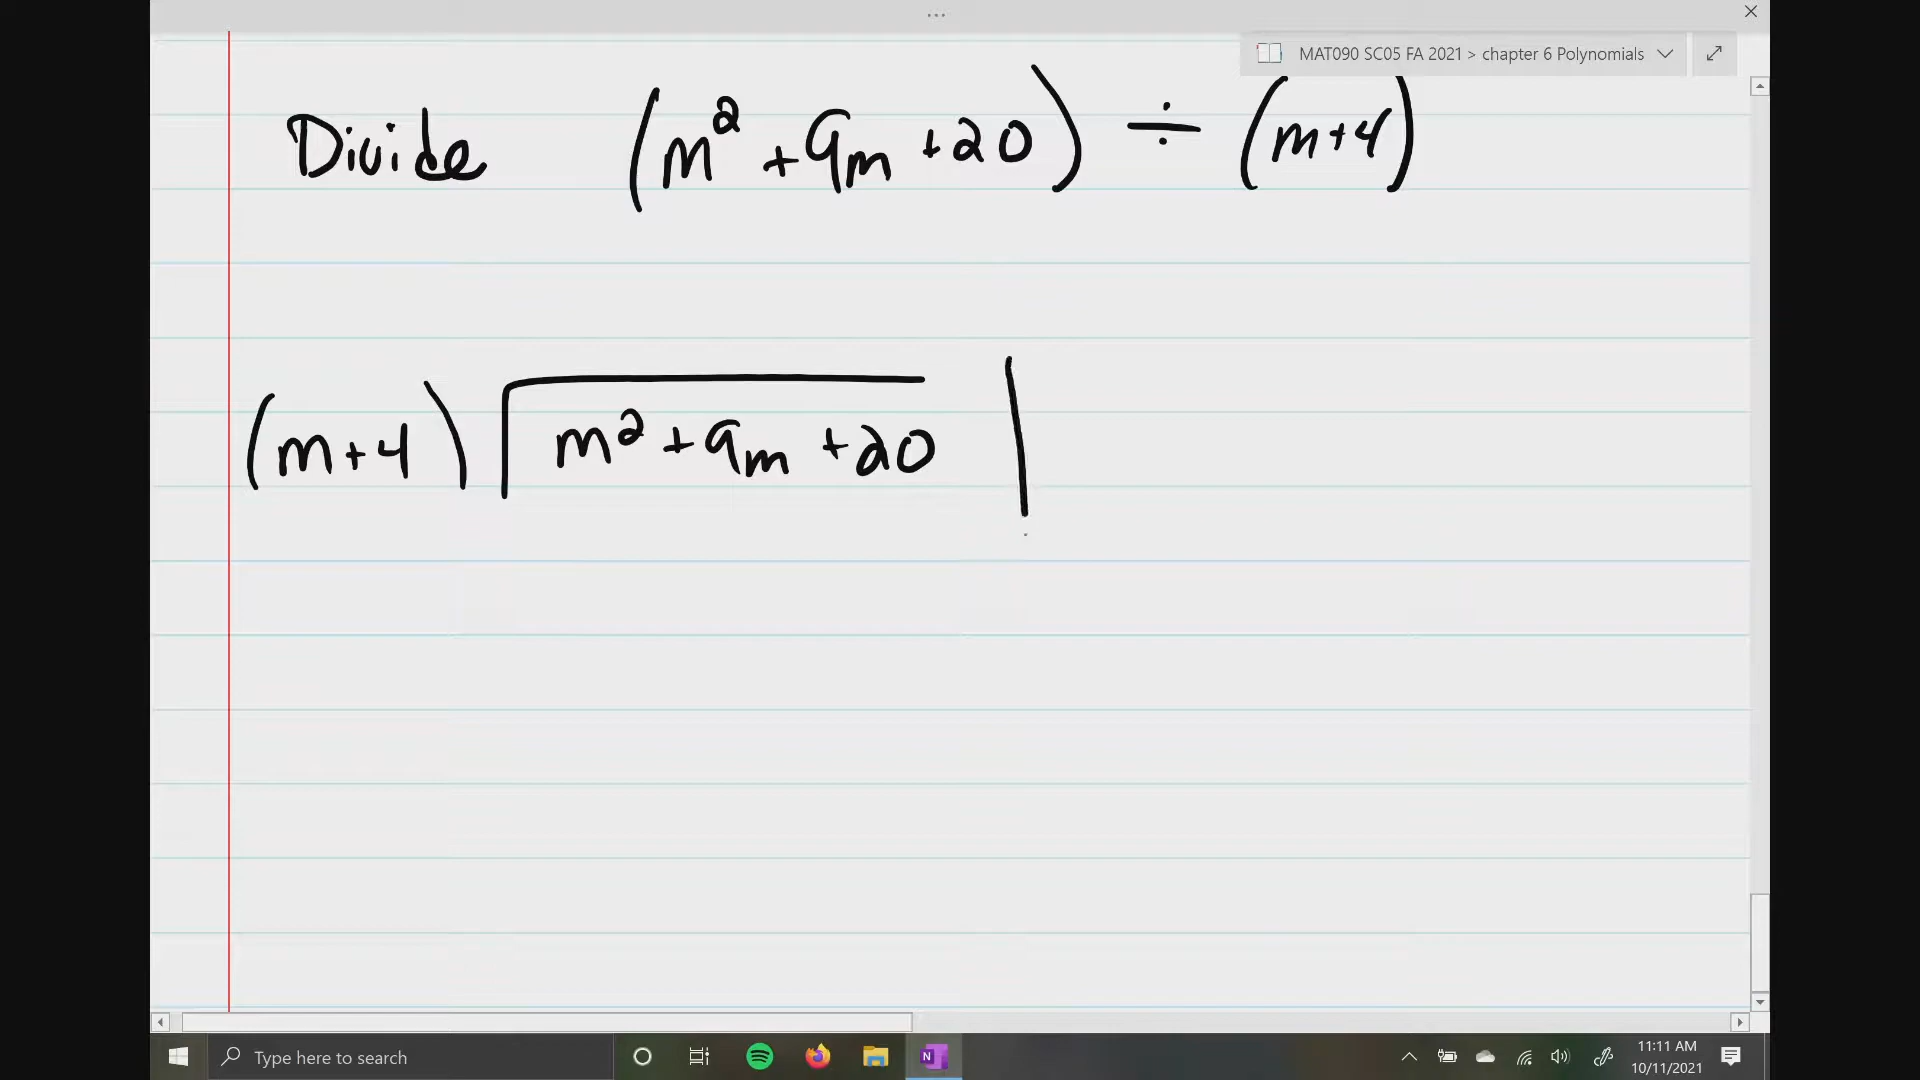 MAT090 SC05 FA 2021 > chapter 6 Polynomials
Divide (m² + 9m + 20) ÷ (m+4)
(m+4) m² + 9m + 20
Type here to search
11:11 AM
10/11/2021